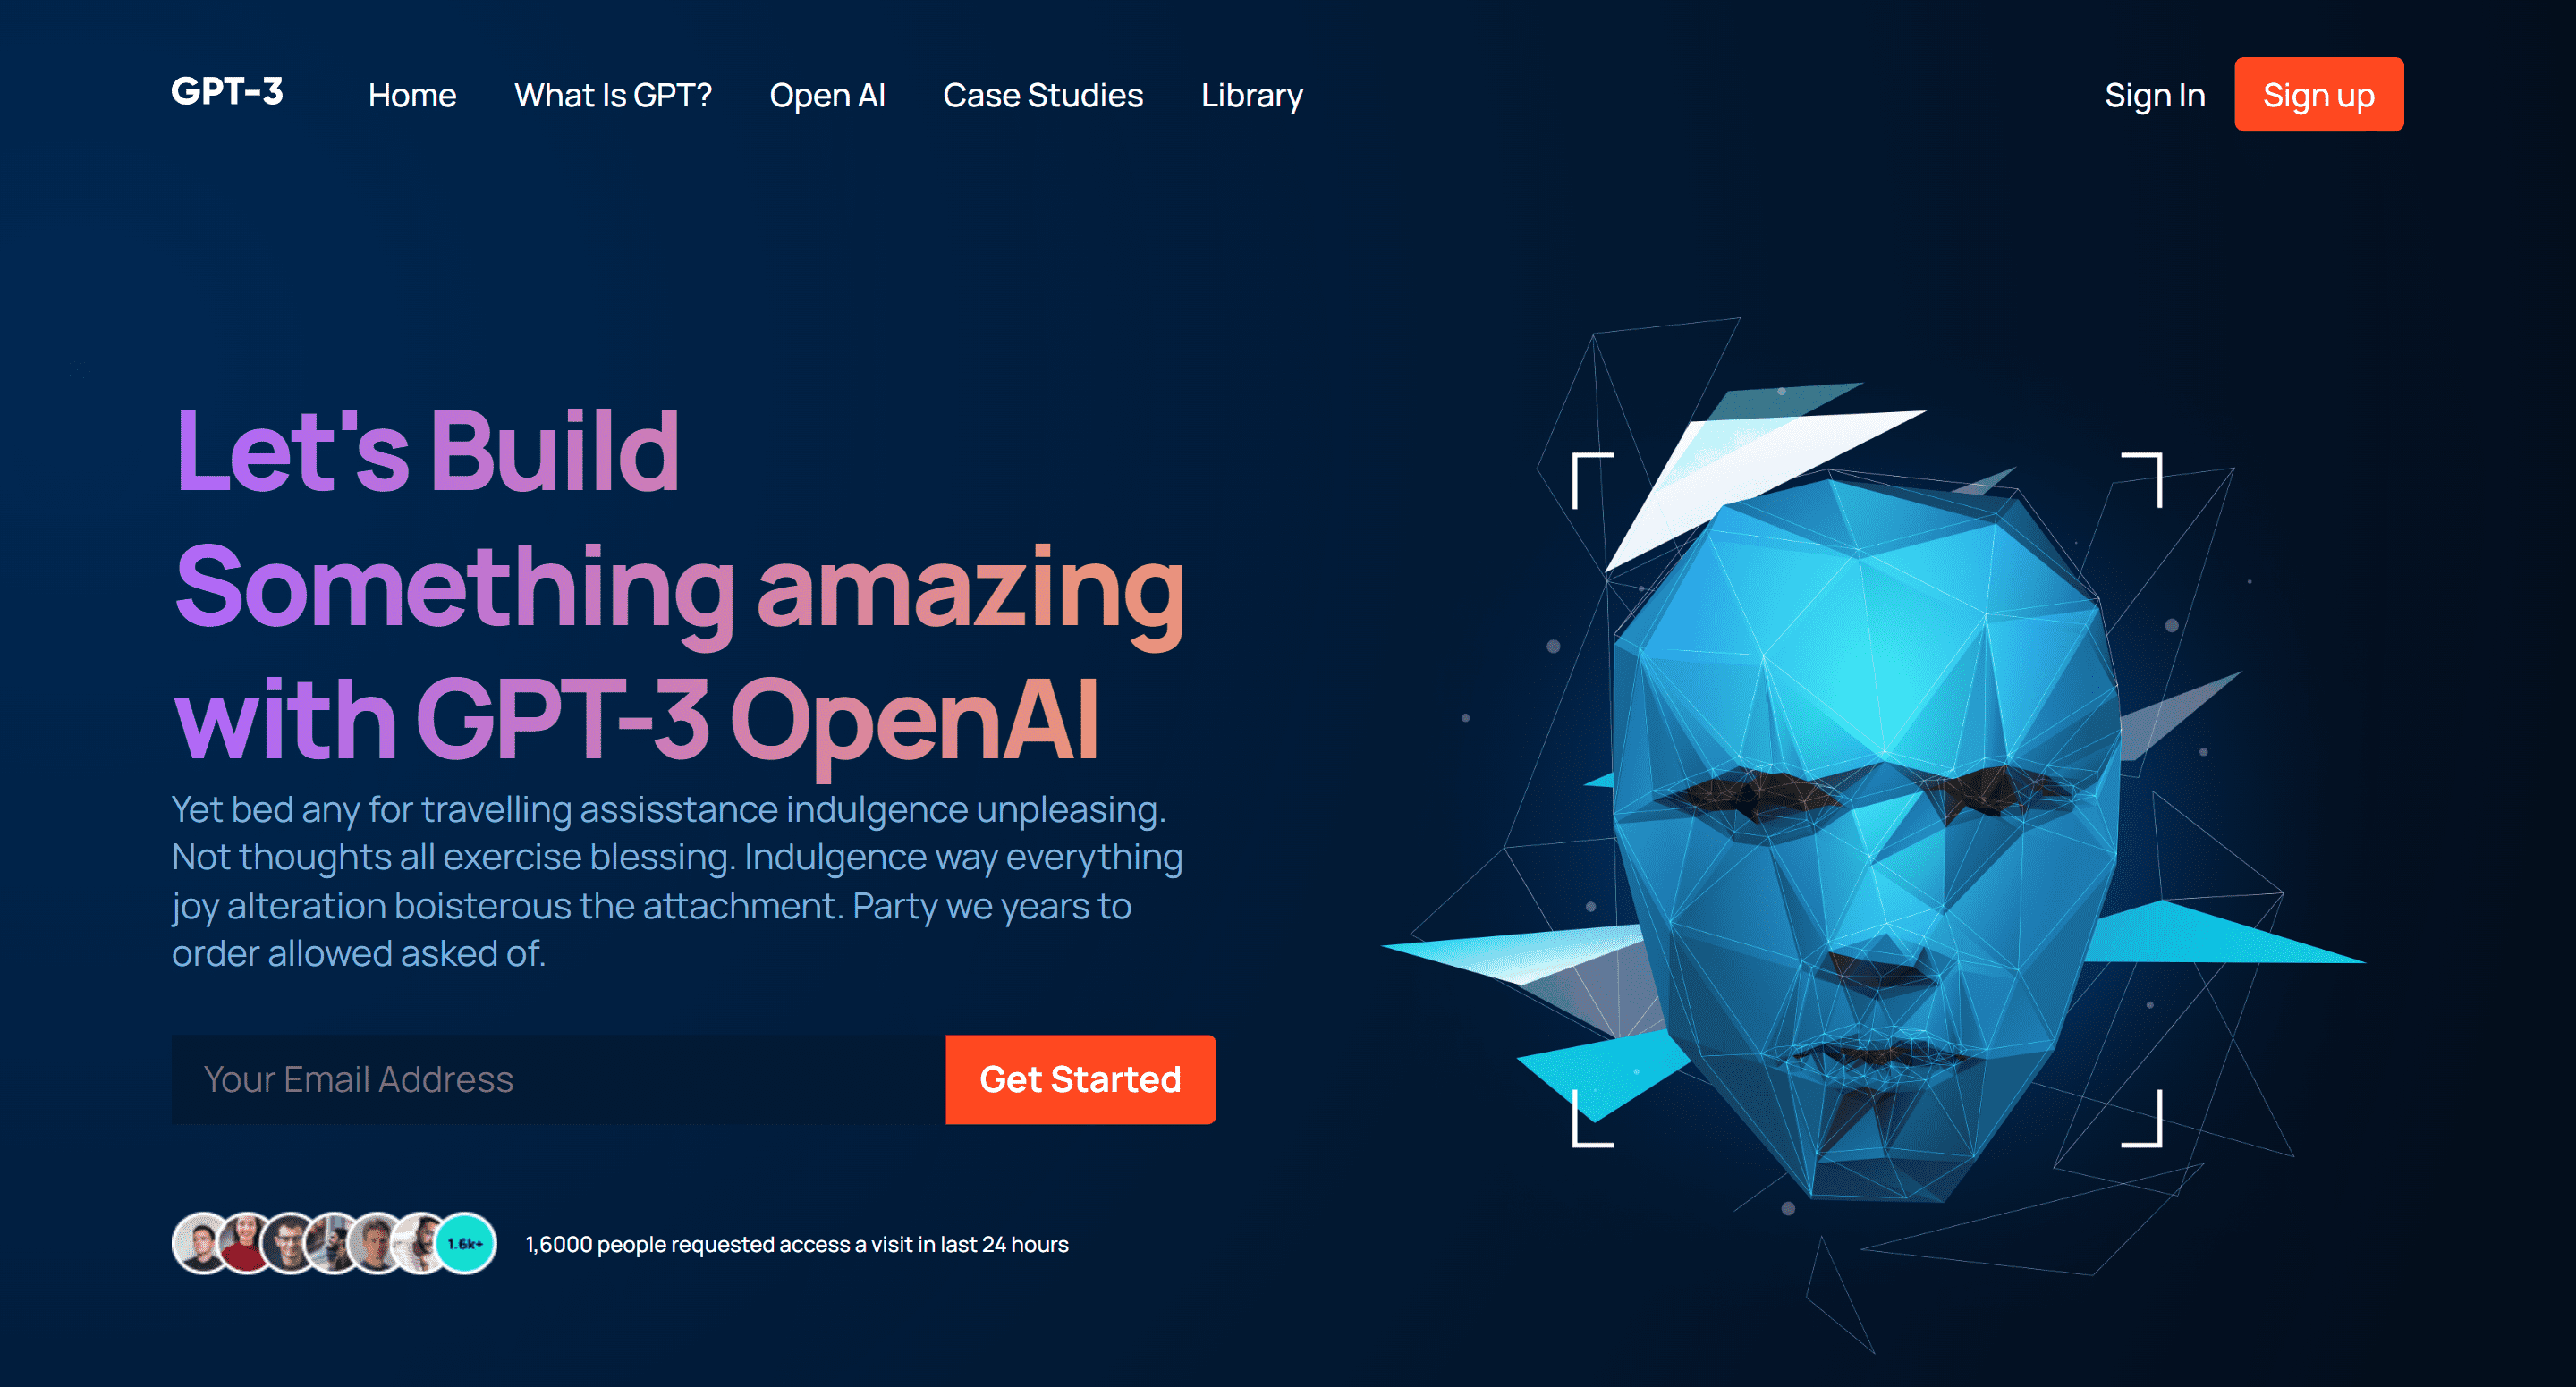 GPT-3
Home
What Is GPT?
Open AI
Case Studies
Library
Sign In
Sign up
Let's Build
Something amazing
with GPT-3 OpenAI
Yet bed any for travelling assisstance indulgence unpleasing.
Not thoughts all exercise blessing. Indulgence way everything
joy alteration boisterous the attachment. Party we years to
order allowed asked of.
Your Email Address
Get Started
1.6k+
1,6000 people requested access a visit in last 24 hours